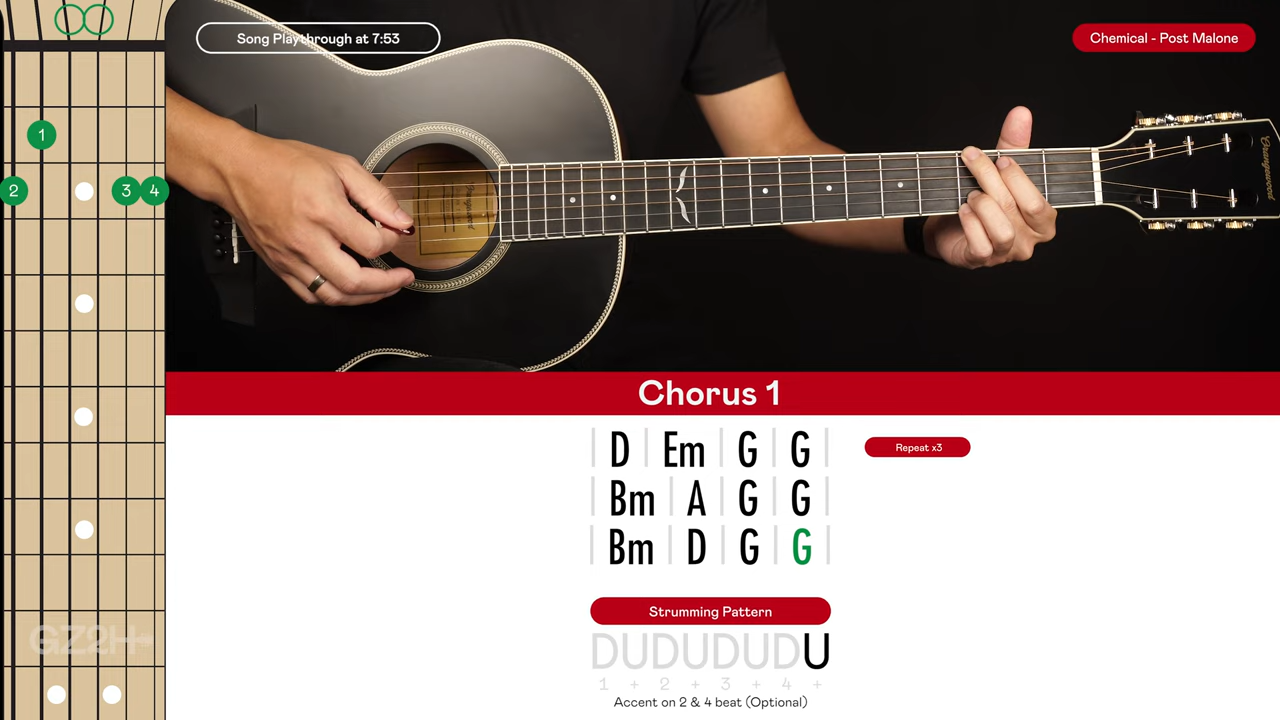 Song Playthrough at 7:53
Chemical - Post Malone
1
2 3 4
Chorus 1
D Em G G
Repeat x3
Bm A G G
Bm D G G
Strumming Pattern
DUDUDUDU
1 + 2 + 3 + 4 +
Accent on 2 & 4 beat (Optional)
GZ2H